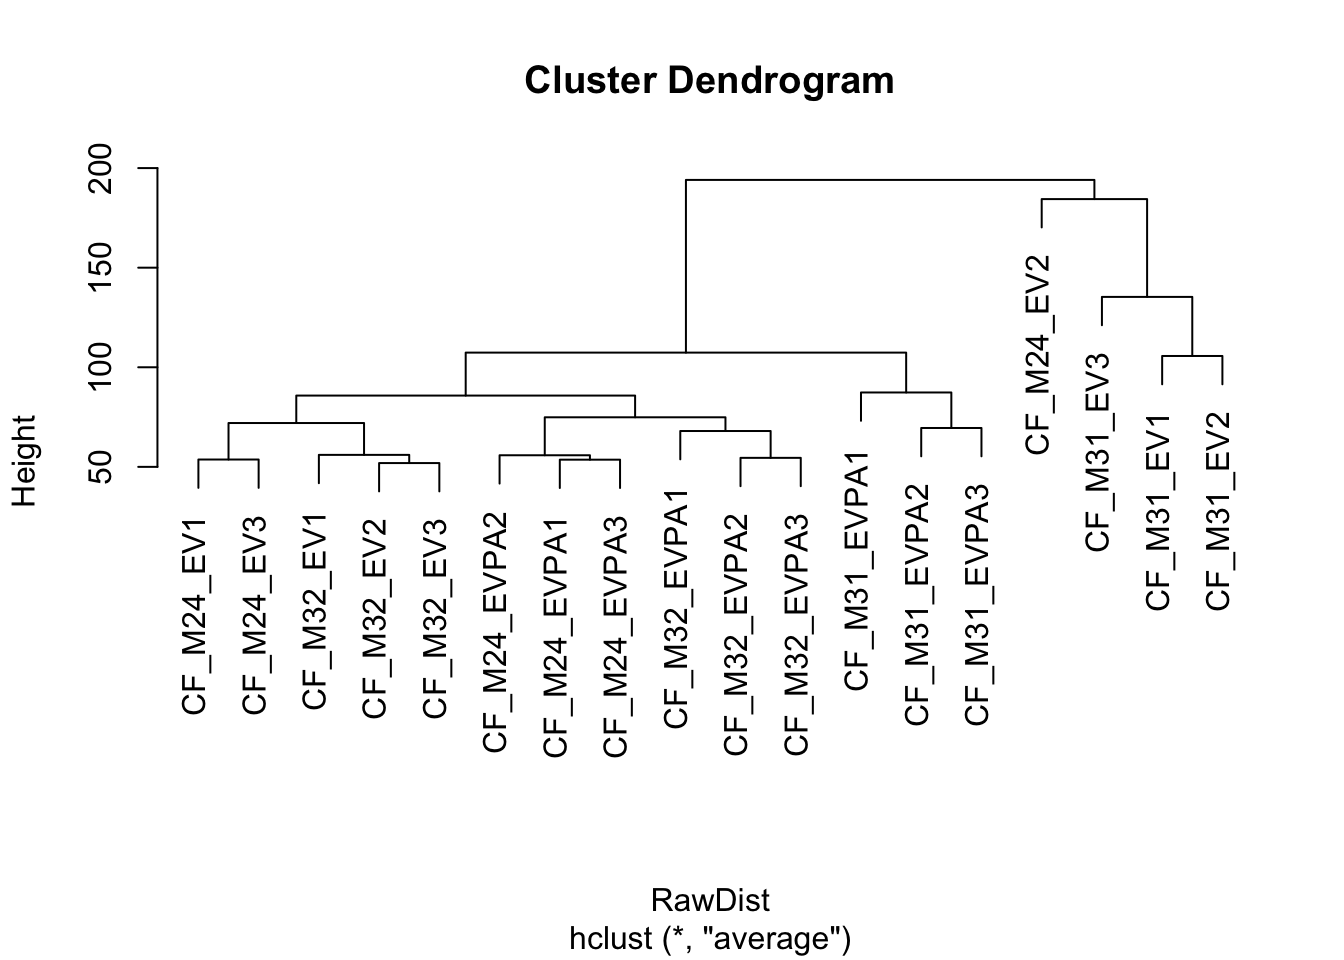 Cluster Dendrogram
Height
200
150
100
50
CF_M24_EV1
CF_M24_EV3
CF_M32_EV1
CF_M32_EV2
CF_M32_EV3
CF_M24_EVPA2
CF_M24_EVPA1
CF_M24_EVPA3
CF_M32_EVPA1
CF_M32_EVPA2
CF_M32_EVPA3
CF_M31_EVPA1
CF_M31_EVPA2
CF_M31_EVPA3
CF_M24_EV2
CF_M31_EV3
CF_M31_EV1
CF_M31_EV2
RawDist
hclust (*, "average")